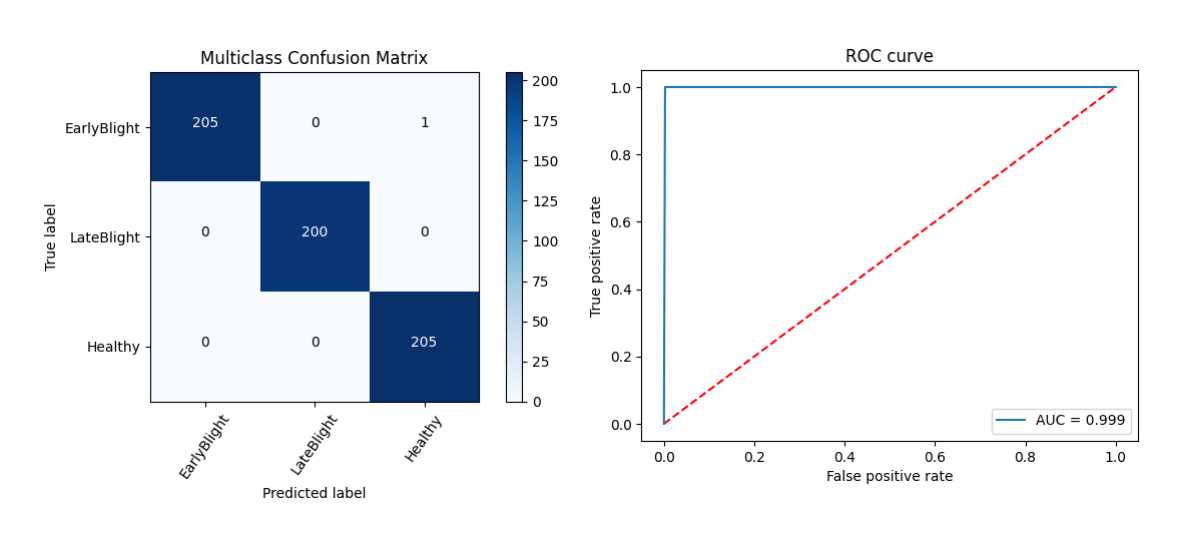 Multiclass Confusion Matrix
True label
EarlyBlight
LateBlight
Healthy
205 0 1
0 200 0
0 0 205
EarlyBlight
LateBlight
Healthy
Predicted label
200
175
150
125
100
75
50
25
0
ROC curve
True positive rate
1.0
0.8
0.6
0.4
0.2
0.0
0.0 0.2 0.4 0.6 0.8 1.0
False positive rate
AUC = 0.999